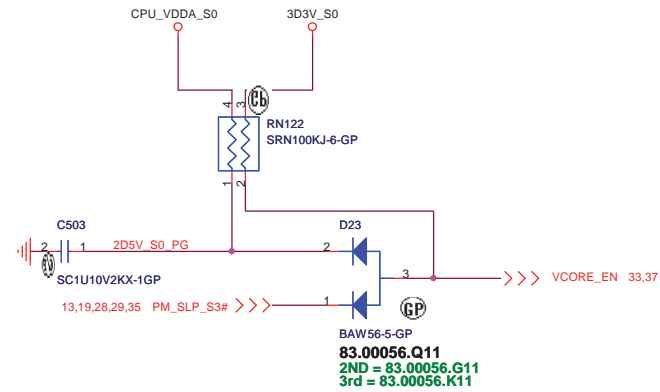 CPU_VDDA_S0
3D3V_S0
4
3
RN122
SRN100KJ-6-GP
1
2
C503
2
1
2D5V_S0_PG
SC1U10V2KX-1GP
D23
2
3
VCORE_EN 33,37
13,19,28,29,35 PM_SLP_S3#
1
GP
BAW56-5-GP
83.00056.Q11
2ND = 83.00056.G11
3rd = 83.00056.K11